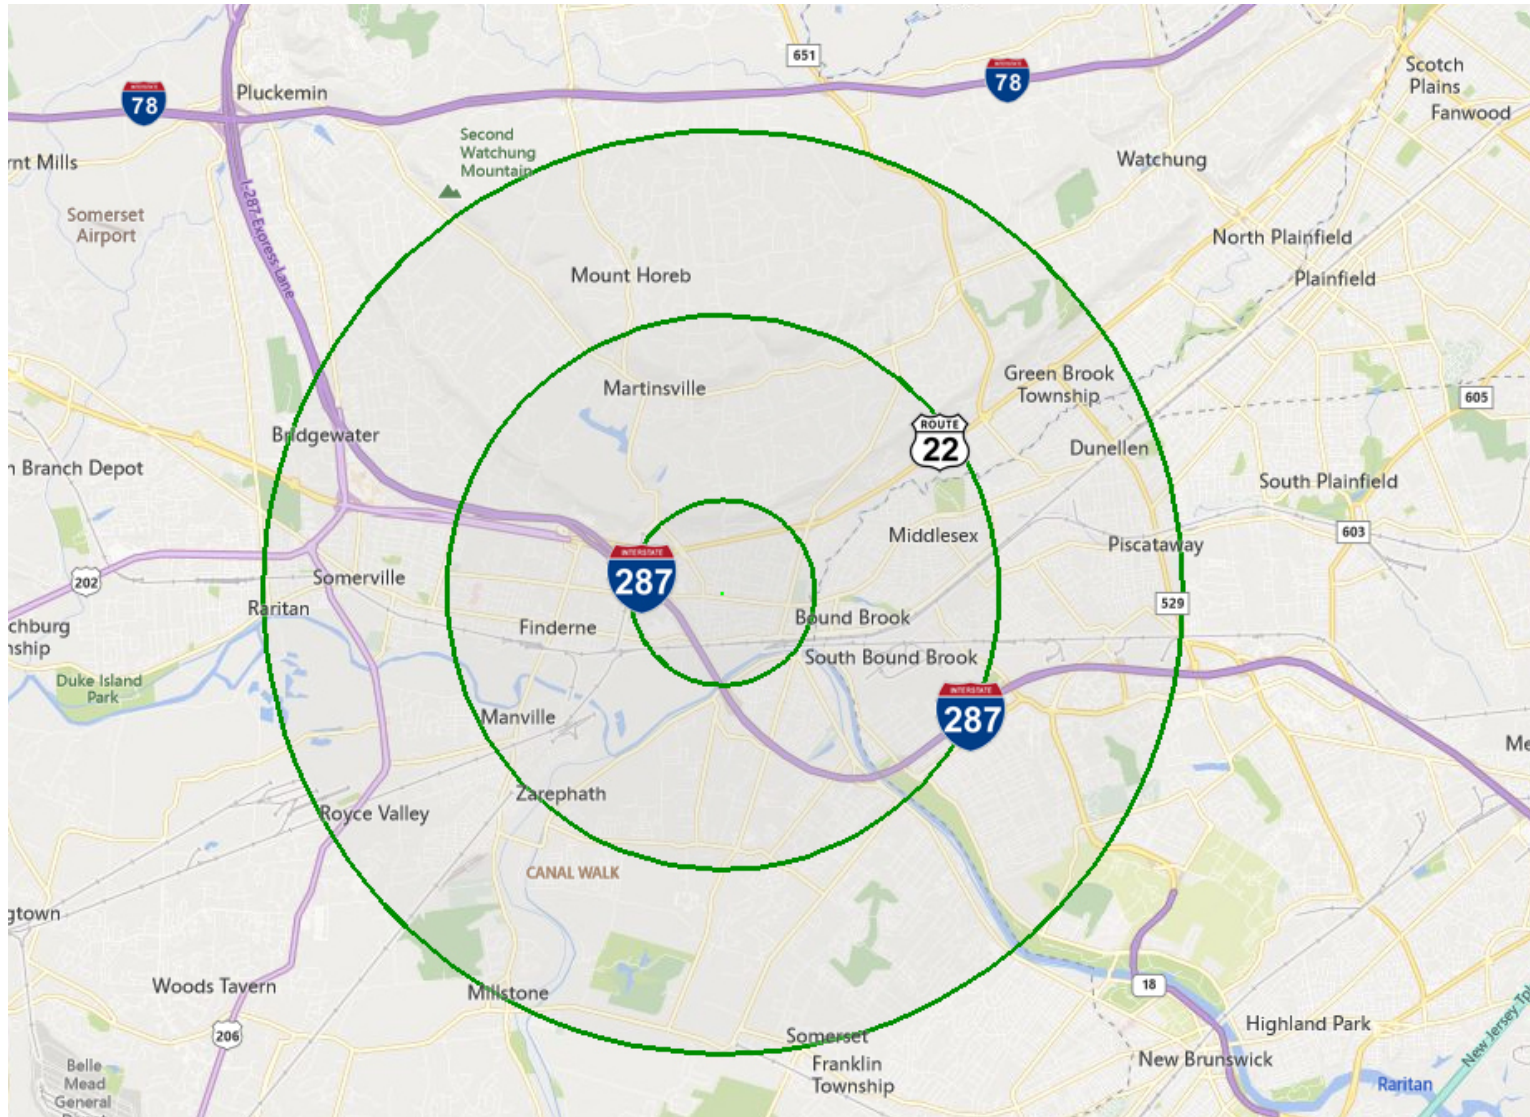 651
INTERSTATE
78
INTERSTATE
78
Pluckemin
Scotch
Plains
Fanwood
Second
Watchung
Mountain
rnt Mills
Watchung
I-287 Express Lane
Somerset
Airport
North Plainfield
Mount Horeb
Plainfield
Green Brook
Township
Martinsville
605
ROUTE
22
Bridgewater
Dunellen
n Branch Depot
South Plainfield
603
Middlesex
Piscataway
INTERSTATE
287
202
Somerville
529
Raritan
Bound Brook
chburg
nship
Finderne
South Bound Brook
Duke Island
Park
INTERSTATE
287
Manville
Me
Zarephath
Royce Valley
CANAL WALK
gtown
Woods Tavern
Millstone
18
206
Somerset
Highland Park
Franklin
Township
New Brunswick
New Jersey Tp
Belle
Mead
General
Raritan